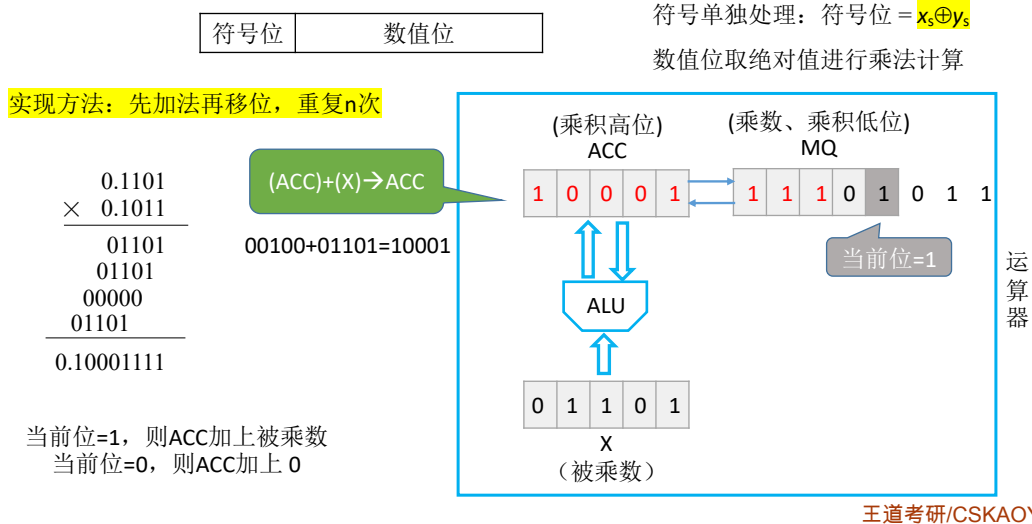 符号位 数值位
符号单独处理：符号位 = xₛ⊕yₛ
数值位取绝对值进行乘法计算
实现方法：先加法再移位，重复n次
0.1101
× 0.1011
01101
01101
00000
01101
0.10001111
(ACC)+(X)→ACC
00100+01101=10001
当前位=1，则ACC加上被乘数
当前位=0，则ACC加上 0
(乘积高位)
ACC
(乘数、乘积低位)
MQ
1 0 0 0 1
1 1 1 0 1 0 1 1
当前位=1
ALU
0 1 1 0 1
X
（被乘数）
运算器
王道考研/CSKAO